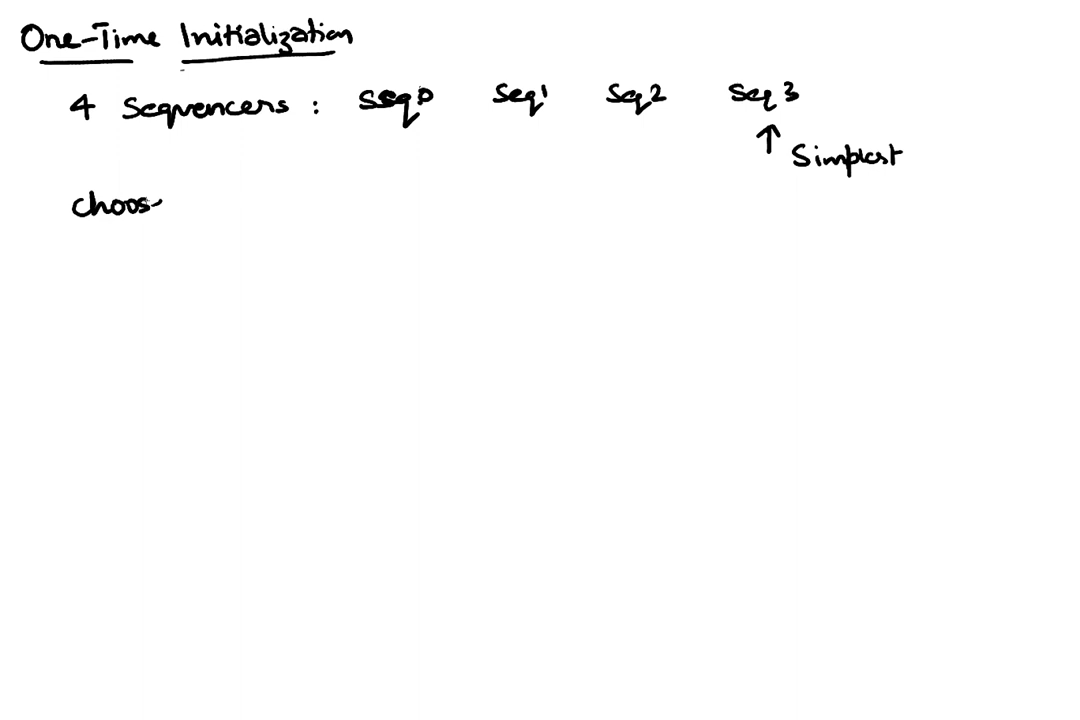 One-Time Initialization
4 Sequencers : Seq0 Seq1 Seq2 Seq3
↑ Simplest
choos